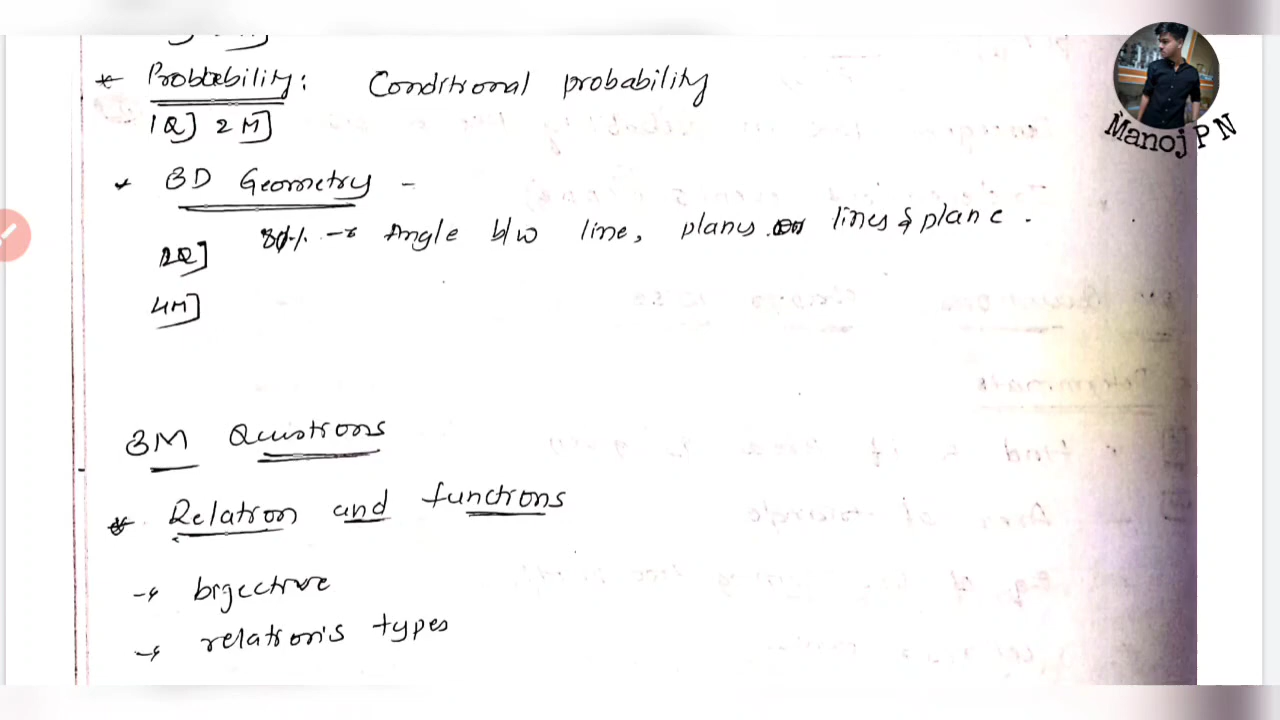 * Probability: Conditional probability
1Q] 2M]
* 3D Geometry -
80% → Angle b/w line, planes or lines & plane.
2Q]
4M]
3M Questions
* Relation and functions
→ bijective
→ relation's types
Manoj P N